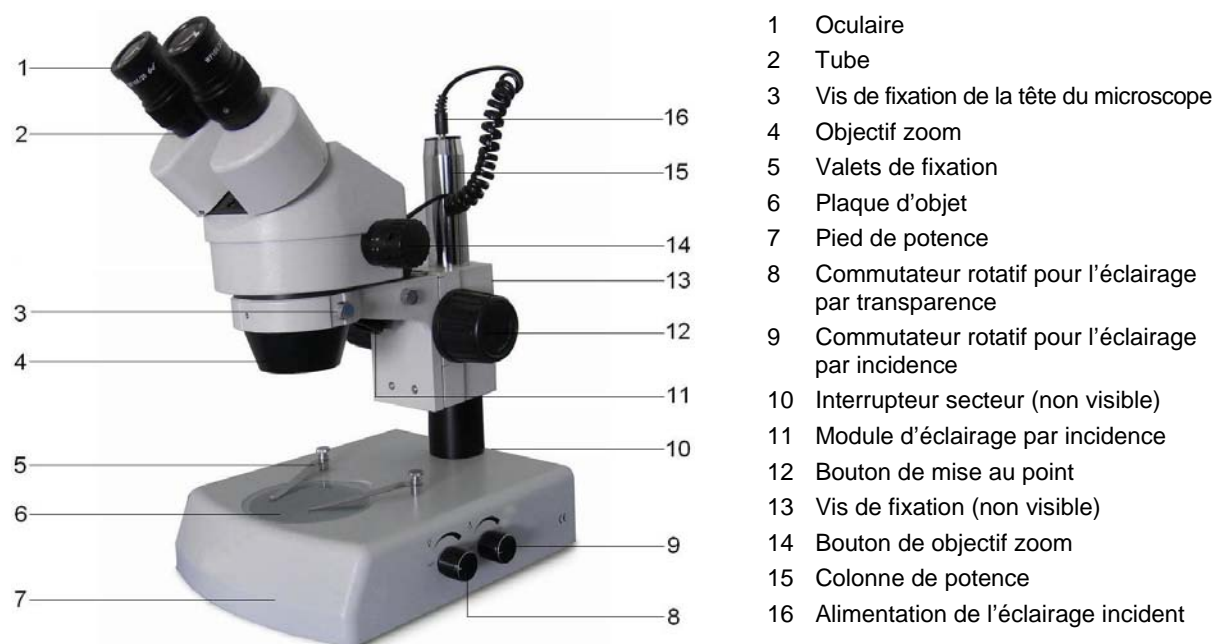 1
2
3
4
5
6
7
16
15
14
13
12
11
10
9
8
1 Oculaire
2 Tube
3 Vis de fixation de la tête du microscope
4 Objectif zoom
5 Valets de fixation
6 Plaque d'objet
7 Pied de potence
8 Commutateur rotatif pour l'éclairage
par transparence
9 Commutateur rotatif pour l'éclairage
par incidence
10 Interrupteur secteur (non visible)
11 Module d'éclairage par incidence
12 Bouton de mise au point
13 Vis de fixation (non visible)
14 Bouton de objectif zoom
15 Colonne de potence
16 Alimentation de l'éclairage incident